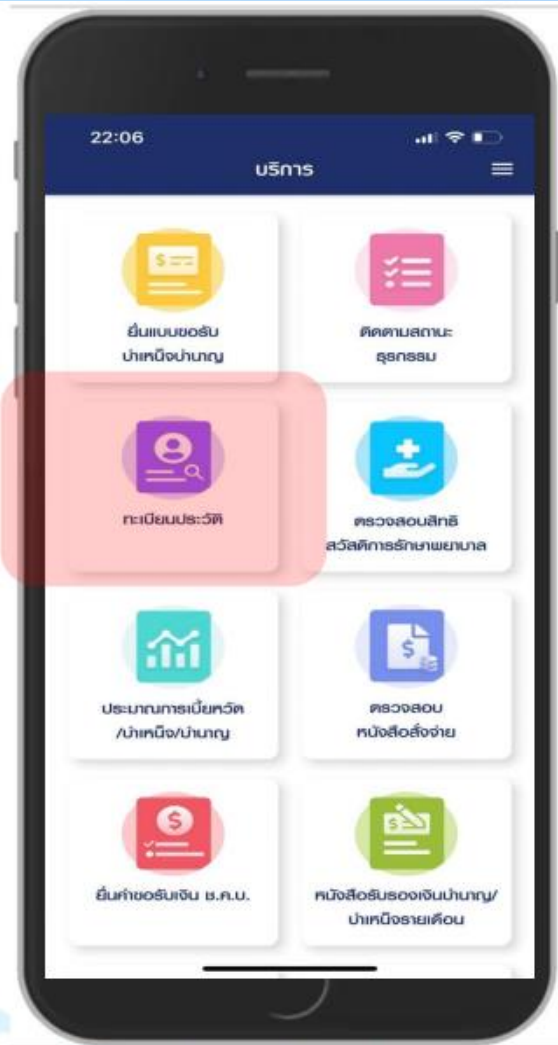 22:06
บริการ
ยื่นแบบขอรับ
บำเหน็จบำนาญ
ติดตามสถานะ
ธุรกรรม
ทะเบียนประวัติ
ตรวจสอบสิทธิ
สวัสดิการรักษาพยาบาล
ประมาณการเบี้ยหวัด
/บำเหน็จ/บำนาญ
ตรวจสอบ
หนังสือสั่งจ่าย
ยื่นคำขอรับเงิน ช.ค.บ.
หนังสือรับรองเงินบำนาญ/
บำเหน็จรายเดือน